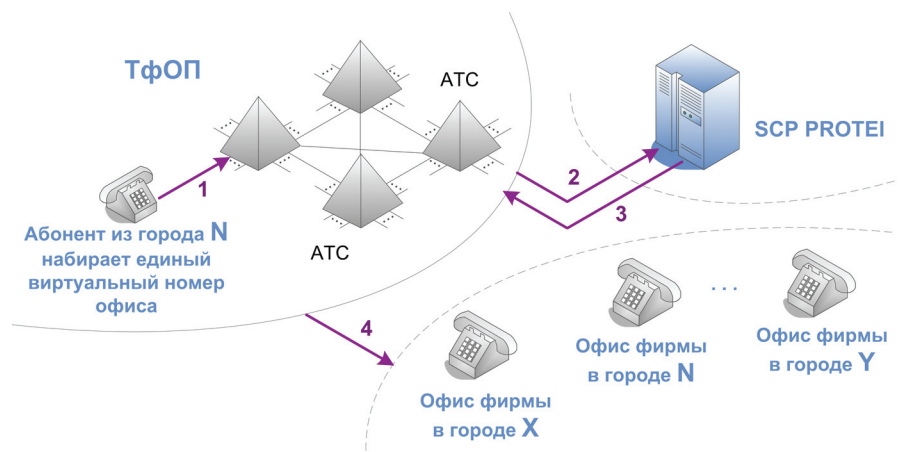 ТфОП
АТС
SCP PROTEI
1
2
3
Абонент из города N
набирает единый
виртуальный номер
офиса
АТС
4
. . .
Офис фирмы
в городе X
Офис фирмы
в городе N
Офис фирмы
в городе Y